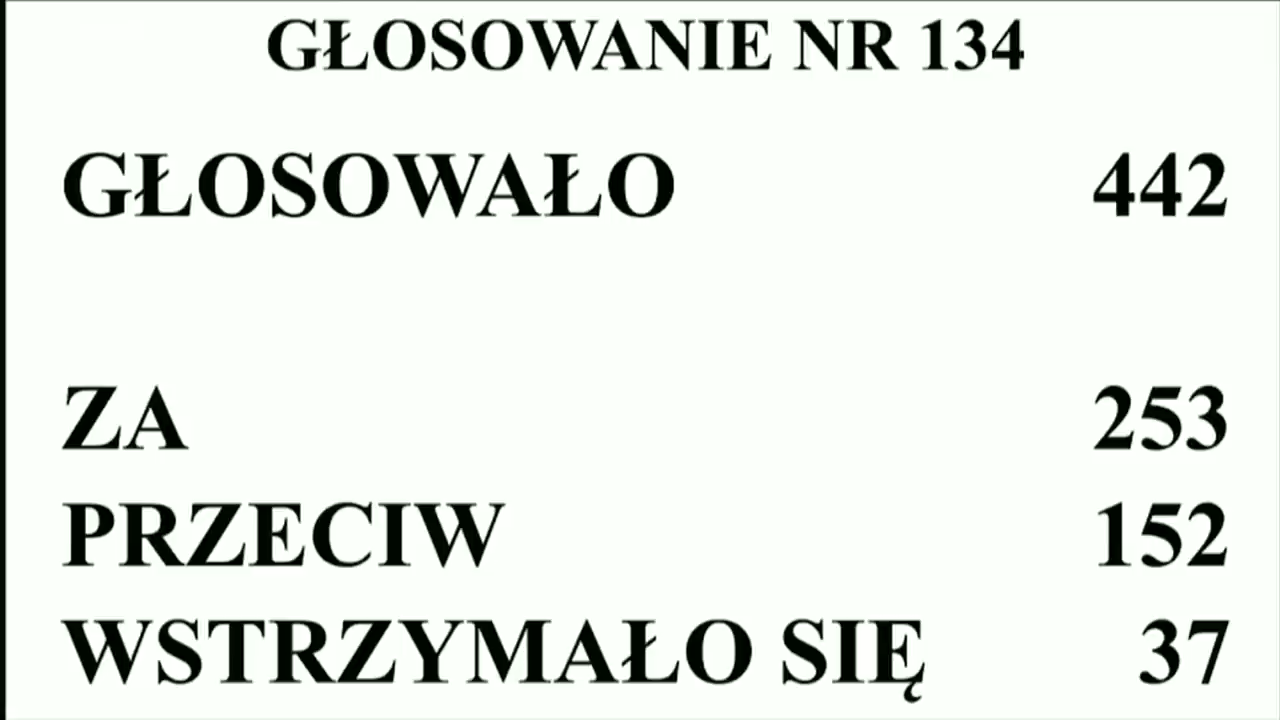 GŁOSOWANIE NR 134
GŁOSOWAŁO 442
ZA 253
PRZECIW 152
WSTRZYMAŁO SIĘ 37